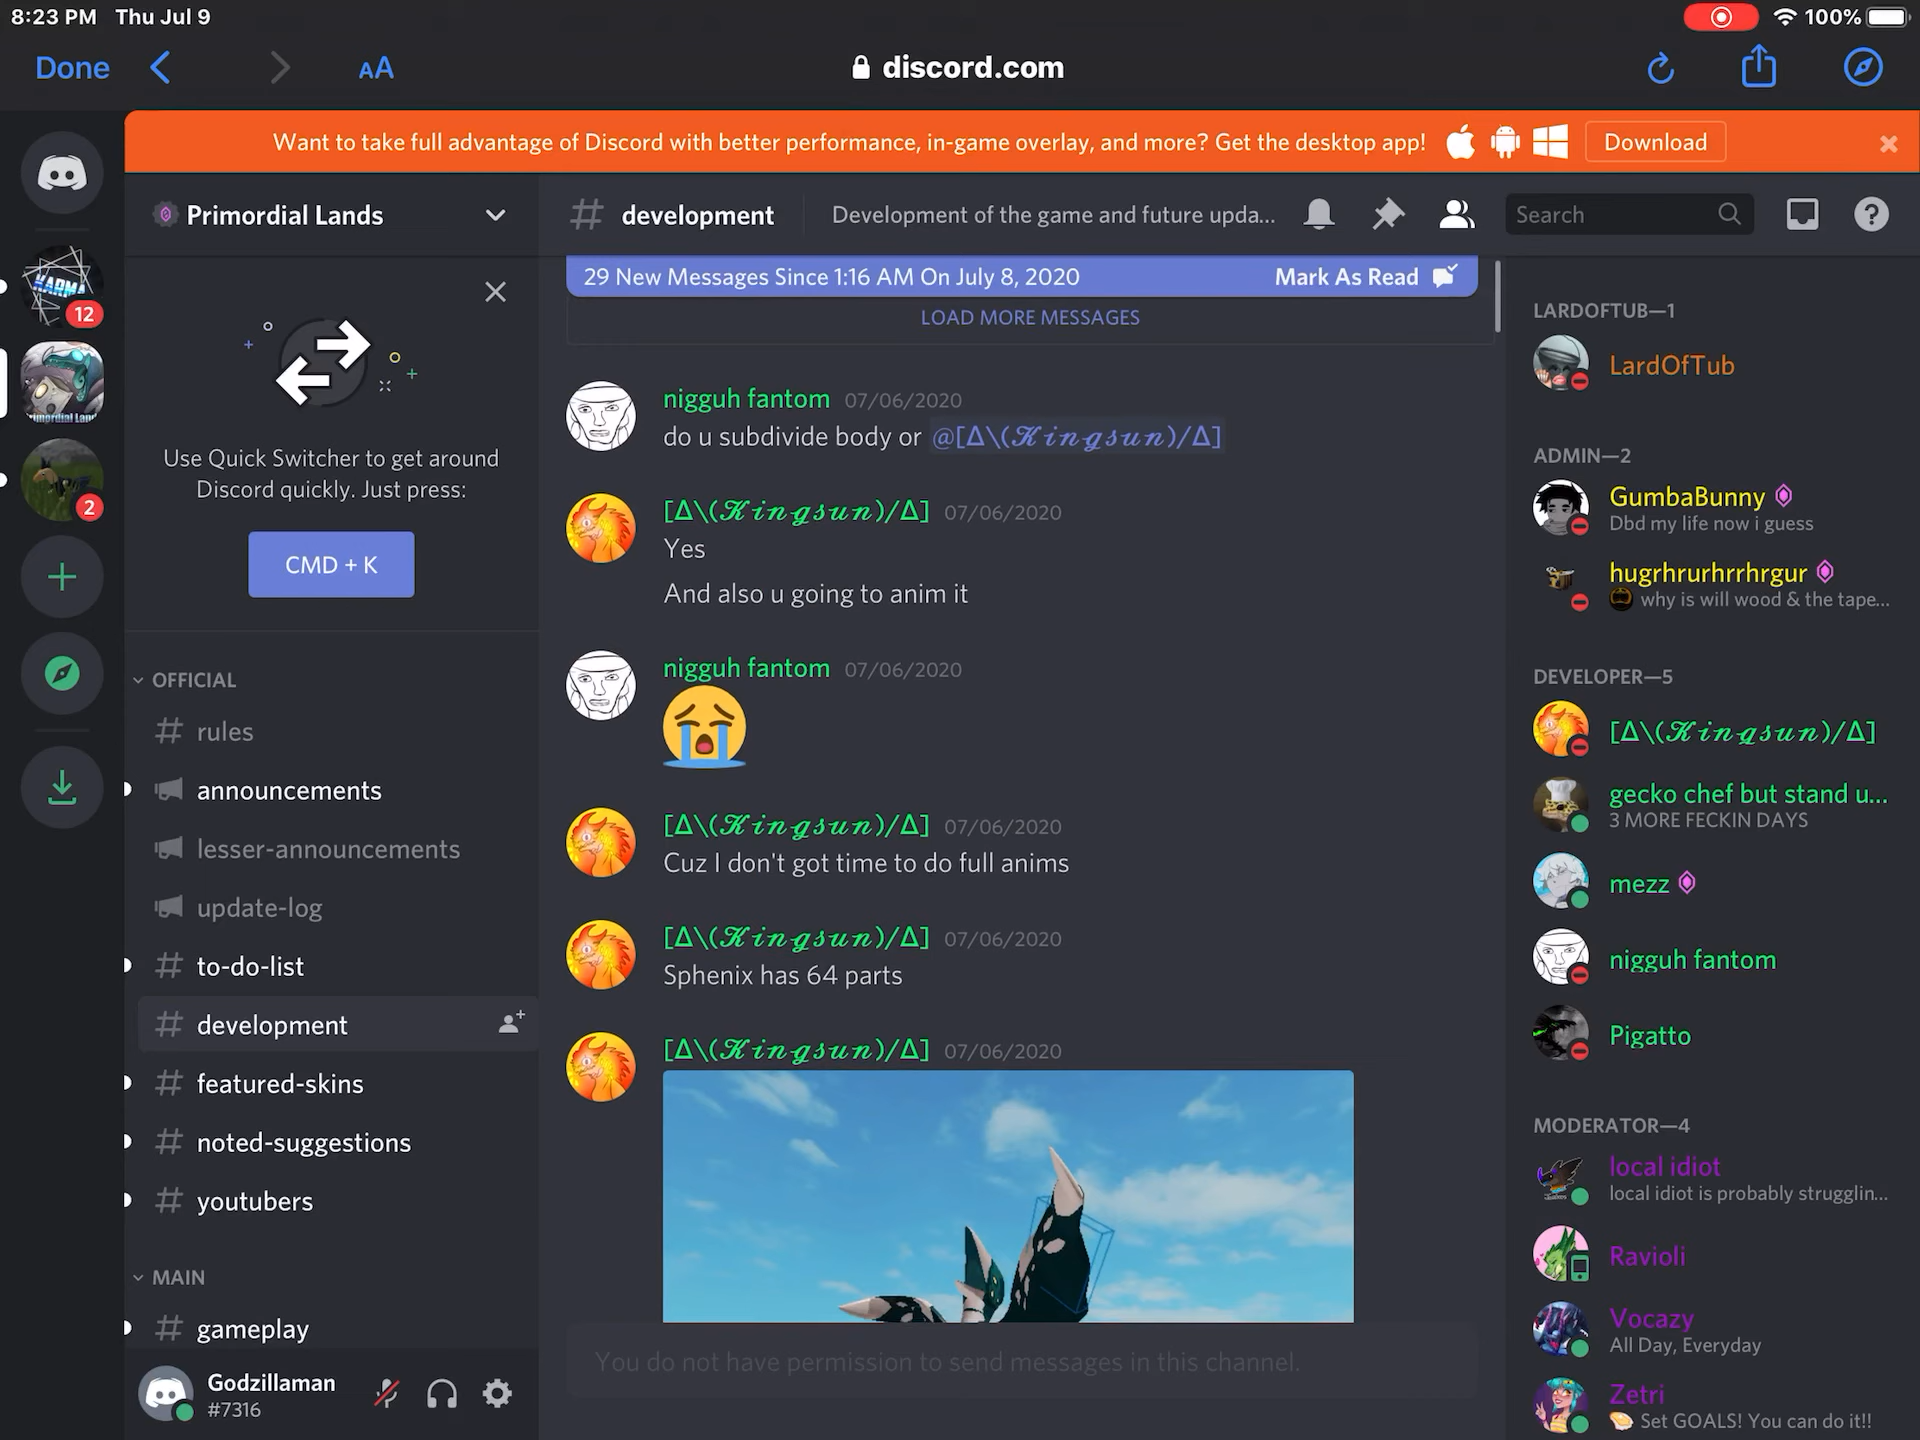 8:23 PM Thu Jul 9
100%
Done
AA
discord.com
Want to take full advantage of Discord with better performance, in-game overlay, and more? Get the desktop app!
Download
Primordial Lands
development
Development of the game and future upda...
Search
KARMA
12
2
Use Quick Switcher to get around
Discord quickly. Just press:
CMD + K
OFFICIAL
rules
announcements
lesser-announcements
update-log
to-do-list
development
featured-skins
noted-suggestions
youtubers
MAIN
gameplay
Godzillaman
#7316
29 New Messages Since 1:16 AM On July 8, 2020
Mark As Read
LOAD MORE MESSAGES
nigguh fantom 07/06/2020
do u subdivide body or @[Δ\(𝒦𝒾𝓃𝑔𝓈𝓊𝓃)/Δ]
[Δ\(𝒦𝒾𝓃𝑔𝓈𝓊𝓃)/Δ] 07/06/2020
Yes
And also u going to anim it
nigguh fantom 07/06/2020
[Δ\(𝒦𝒾𝓃𝑔𝓈𝓊𝓃)/Δ] 07/06/2020
Cuz I don't got time to do full anims
[Δ\(𝒦𝒾𝓃𝑔𝓈𝓊𝓃)/Δ] 07/06/2020
Sphenix has 64 parts
[Δ\(𝒦𝒾𝓃𝑔𝓈𝓊𝓃)/Δ] 07/06/2020
You do not have permission to send messages in this channel.
LARDOFTUB—1
LardOfTub
ADMIN—2
GumbaBunny
Dbd my life now i guess
hugrhrurhrrhrgur
why is will wood & the tape...
DEVELOPER—5
[Δ\(𝒦𝒾𝓃𝑔𝓈𝓊𝓃)/Δ]
gecko chef but stand u...
3 MORE FECKIN DAYS
mezz
nigguh fantom
Pigatto
MODERATOR—4
local idiot
local idiot is probably strugglin...
Ravioli
Vocazy
All Day, Everyday
Zetri
Set GOALS! You can do it!!